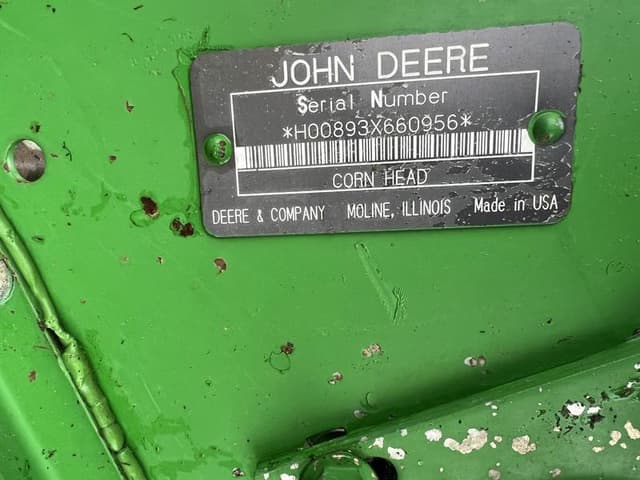 JOHN DEERE
Serial Number
*H00893X660956*
CORN HEAD
DEERE & COMPANY MOLINE, ILLINOIS Made in USA